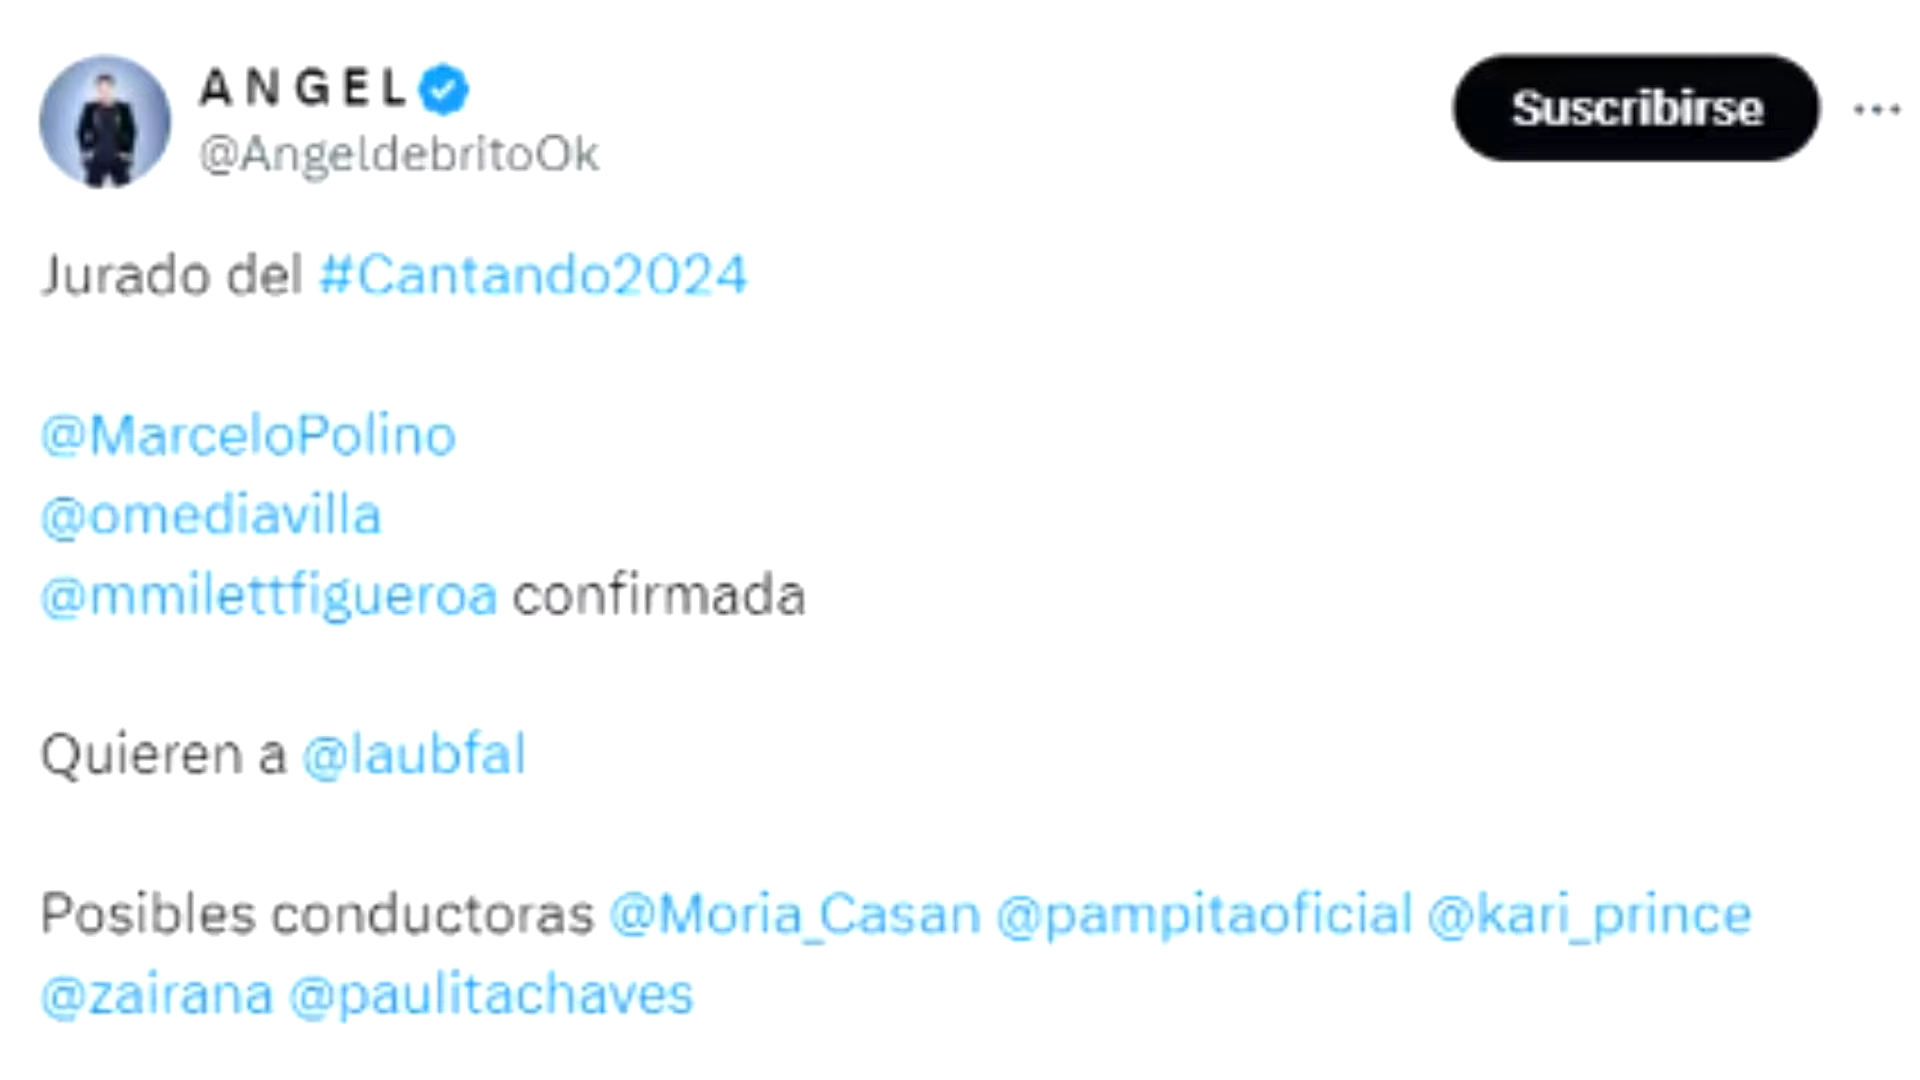 ANGEL
@AngeldebritoOk
Suscribirse
Jurado del #Cantando2024
@MarceloPolino
@omediavilla
@mmilettfigueroa confirmada
Quieren a @laubfal
Posibles conductoras @Moria_Casan @pampitaoficial @kari_prince
@zairana @paulitachaves